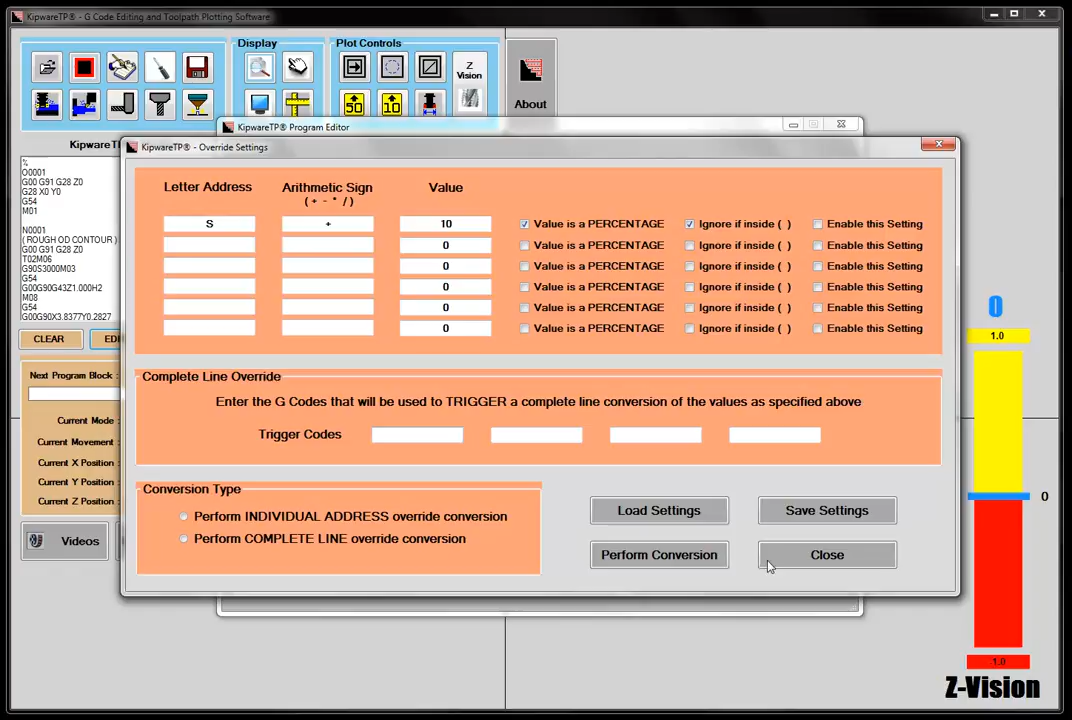 KipwareTP® - G Code Editing and Toolpath Plotting Software
Display
Plot Controls
Z
Vision
50
10
About
KipwareTP® Program Editor
KipwareT
KipwareTP® - Override Settings
%
O0001
G00 G91 G28 Z0
G28 X0 Y0
G54
M01
N0001
( ROUGH OD CONTOUR )
G00 G91 G28 Z0
T02M06
G90S3000M03
G54
G00G90G43Z1.000H2
M08
G54
G00G90X3.8377Y0.2827
CLEAR
EDI
Next Program Block :
Current Mode :
Current Movement :
Current X Position :
Current Y Position :
Current Z Position :
Videos
Letter Address
Arithmetic Sign
( + - * / )
Value
S + 10 Value is a PERCENTAGE Ignore if inside ( ) Enable this Setting
0 Value is a PERCENTAGE Ignore if inside ( ) Enable this Setting
0 Value is a PERCENTAGE Ignore if inside ( ) Enable this Setting
0 Value is a PERCENTAGE Ignore if inside ( ) Enable this Setting
0 Value is a PERCENTAGE Ignore if inside ( ) Enable this Setting
0 Value is a PERCENTAGE Ignore if inside ( ) Enable this Setting
Complete Line Override
Enter the G Codes that will be used to TRIGGER a complete line conversion of the values as specified above
Trigger Codes
Conversion Type
Perform INDIVIDUAL ADDRESS override conversion
Perform COMPLETE LINE override conversion
Load Settings
Save Settings
Perform Conversion
Close
0
1.0
0
-1.0
Z-Vision